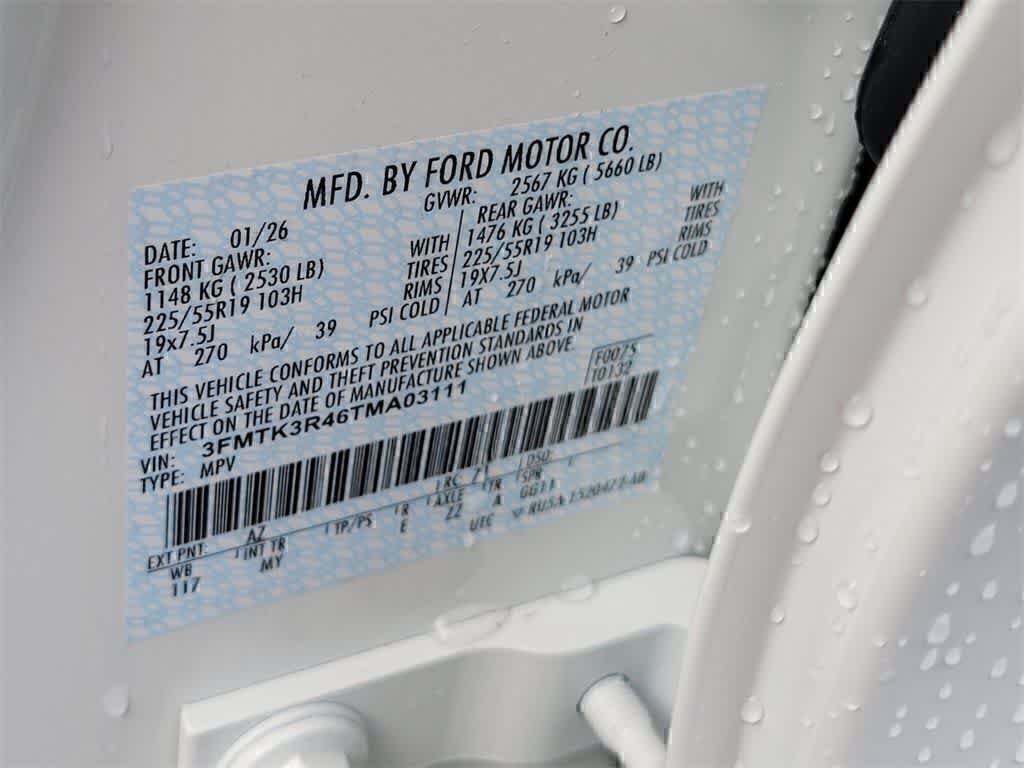 MFD. BY FORD MOTOR CO.
DATE: 01/26
GVWR: 2567 KG ( 5660 LB)
FRONT GAWR:
1148 KG ( 2530 LB) WITH
225/55R19 103H TIRES
19x7.5J RIMS
AT 270 kPa/ 39 PSI COLD
REAR GAWR:
1476 KG ( 3255 LB) WITH
225/55R19 103H TIRES
19X7.5J RIMS
AT 270 kPa/ 39 PSI COLD
THIS VEHICLE CONFORMS TO ALL APPLICABLE FEDERAL MOTOR
VEHICLE SAFETY AND THEFT PREVENTION STANDARDS IN
EFFECT ON THE DATE OF MANUFACTURE SHOWN ABOVE.
VIN: 3FMTK3R46TMA03111
TYPE: MPV
F0075
T0132
EXT PNT: AZ RC: 71 DSO:
WB INT TR TP/PS R AXLE TR SPR
117 MY E ZZ A GG11
UTC